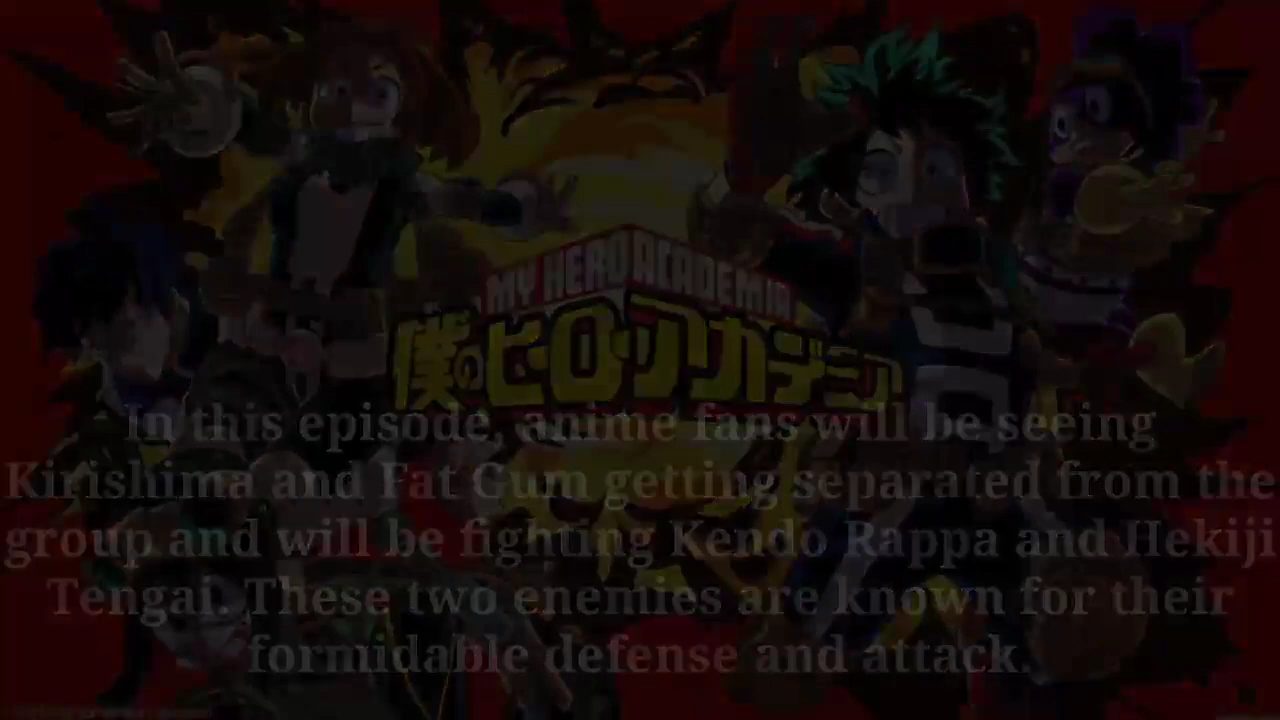 MY HERO ACADEMIA
僕のヒーローアカデミア
In this episode, anime fans will be seeing
Kirishima and Fat Gum getting separated from the
group and will be fighting Kendo Rappa and Hekiji
Tengai. These two enemies are known for their
formidable defense and attack.